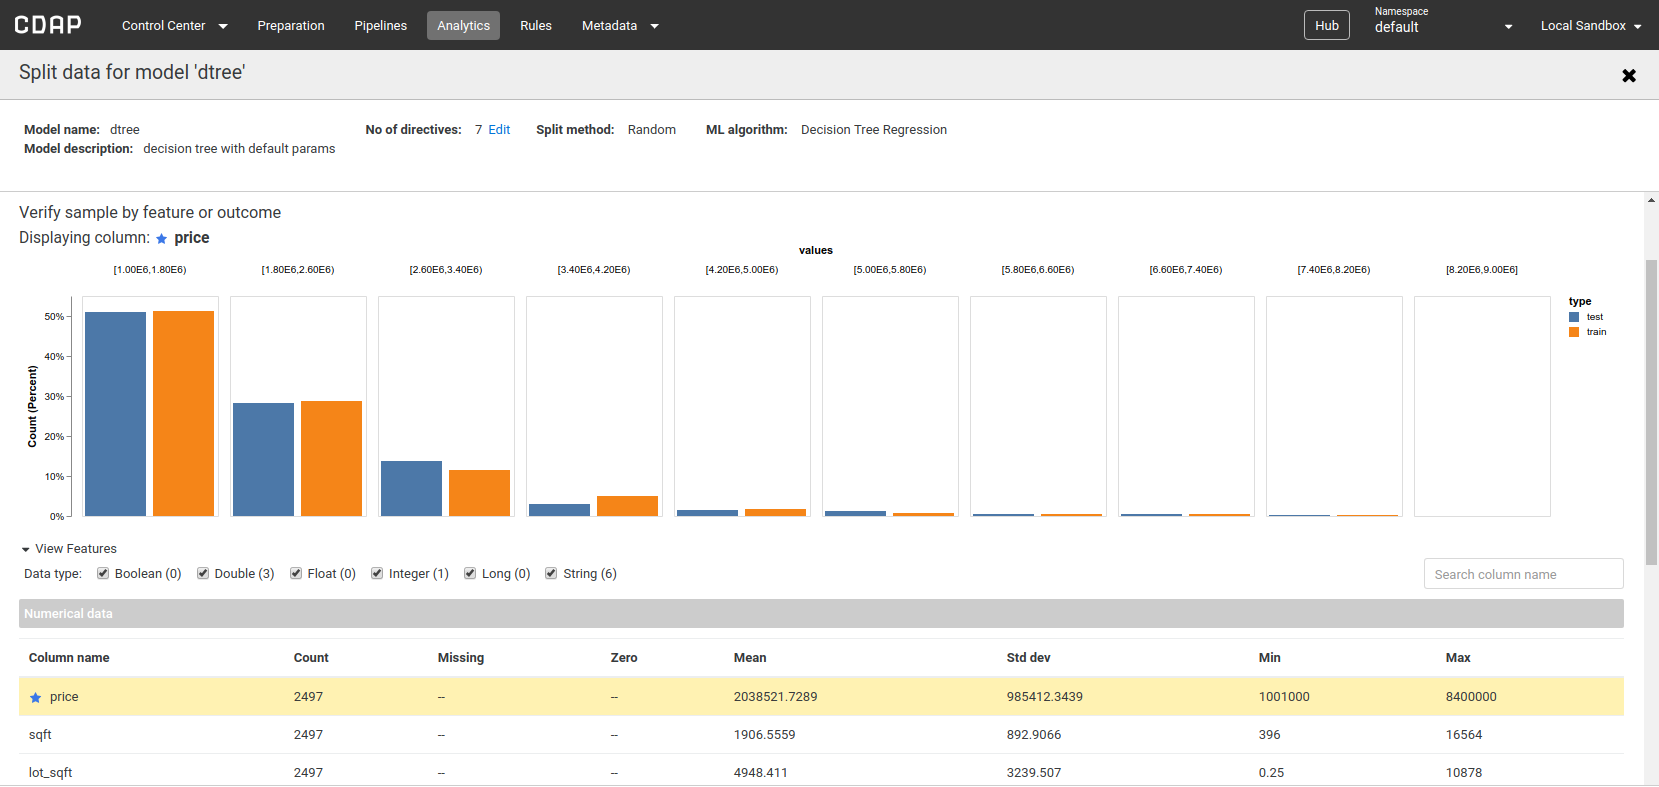 CDAP Control Center Preparation Pipelines Analytics Rules Metadata Hub Namespace default Local Sandbox
Split data for model 'dtree'
Model name: dtree No of directives: 7 Edit Split method: Random ML algorithm: Decision Tree Regression
Model description: decision tree with default params
Verify sample by feature or outcome
Displaying column: price
values
[1.00E6,1.80E6) [1.80E6,2.60E6) [2.60E6,3.40E6) [3.40E6,4.20E6) [4.20E6,5.00E6) [5.00E6,5.80E6) [5.80E6,6.60E6) [6.60E6,7.40E6) [7.40E6,8.20E6) [8.20E6,9.00E6]
Count (Percent)
50%
40%
30%
20%
10%
0%
type
test
train
View Features
Data type: Boolean (0) Double (3) Float (0) Integer (1) Long (0) String (6) Search column name
Numerical data
Column name Count Missing Zero Mean Std dev Min Max
price 2497 -- -- 2038521.7289 985412.3439 1001000 8400000
sqft 2497 -- -- 1906.5559 892.9066 396 16564
lot_sqft 2497 -- -- 4948.411 3239.507 0.25 10878